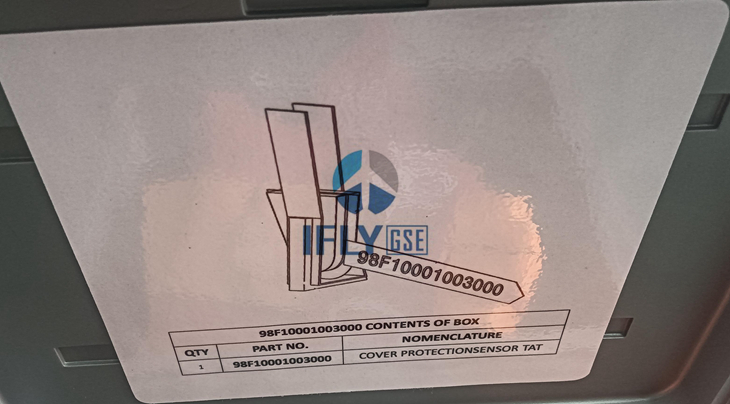 IFLY GSE
98F10001003000
98F10001003000 CONTENTS OF BOX
QTY PART NO. NOMENCLATURE
1 98F10001003000 COVER PROTECTIONSENSOR TAT